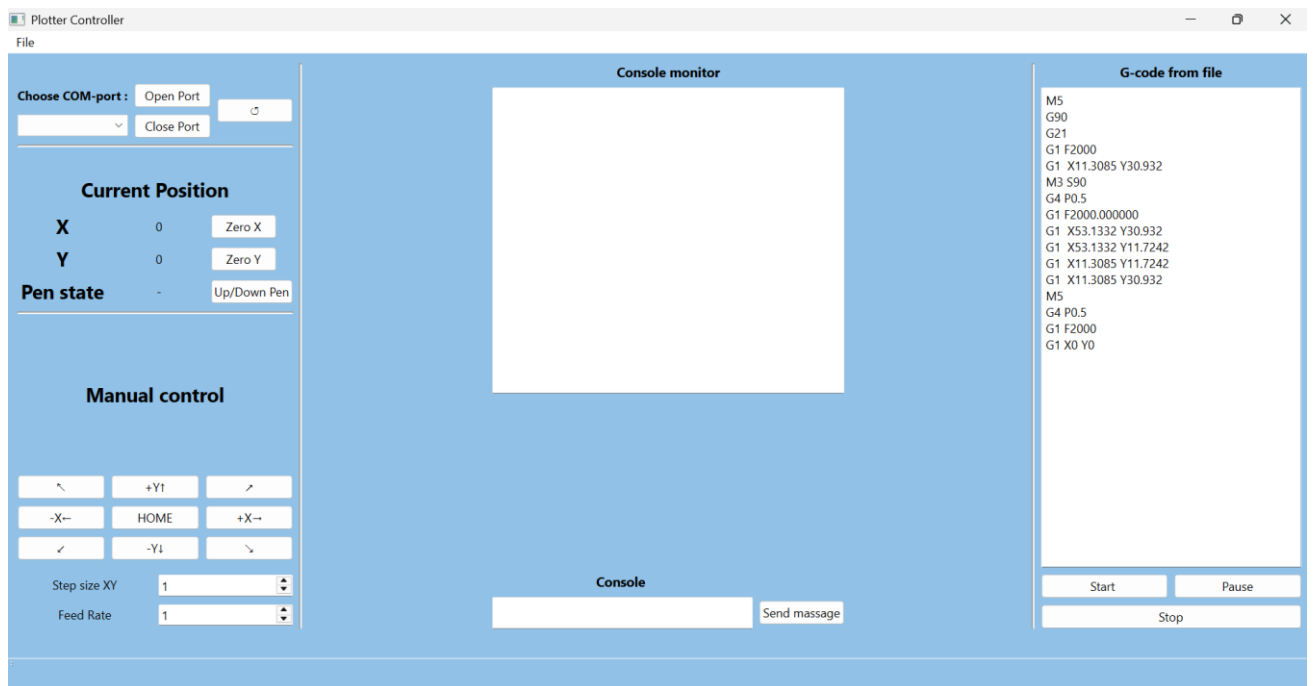 Plotter Controller
File
Choose COM-port :
Open Port
↺
Close Port
Current Position
X 0 Zero X
Y 0 Zero Y
Pen state - Up/Down Pen
Manual control
↖ +Y↑ ↗
-X← HOME +X→
↙ -Y↓ ↘
Step size XY 1
Feed Rate 1
Console monitor
Console
Send massage
G-code from file
M5
G90
G21
G1 F2000
G1  X11.3085 Y30.932
M3 S90
G4 P0.5
G1 F2000.000000
G1  X53.1332 Y30.932
G1  X53.1332 Y11.7242
G1  X11.3085 Y11.7242
G1  X11.3085 Y30.932
M5
G4 P0.5
G1 F2000
G1 X0 Y0
Start Pause
Stop